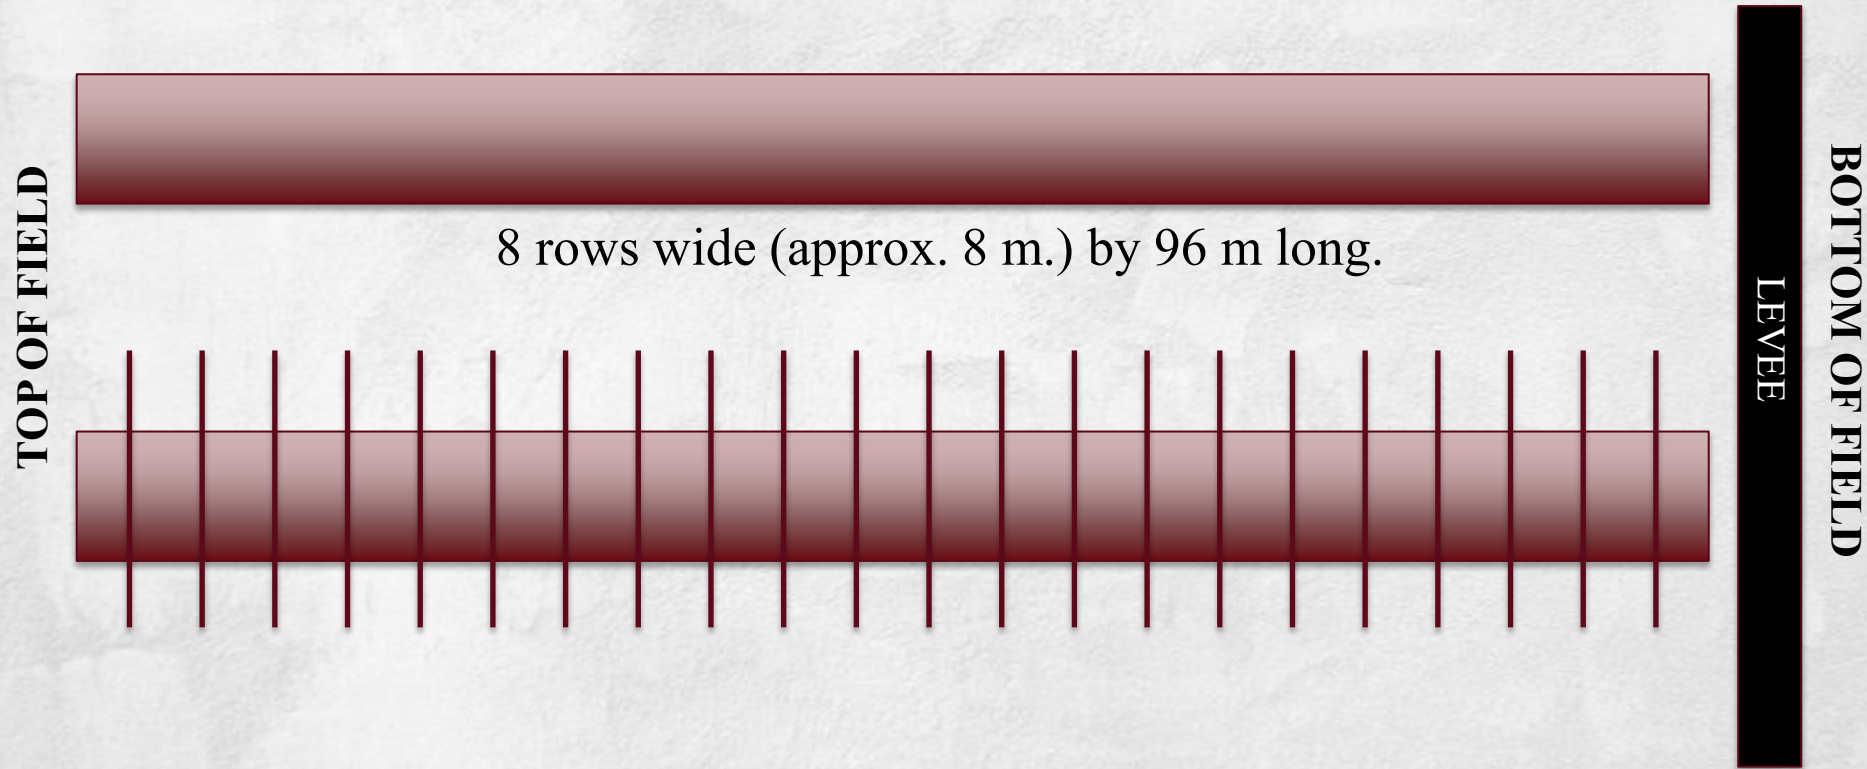 TOP OF FIELD
8 rows wide (approx. 8 m.) by 96 m long.
LEVEE
BOTTOM OF FIELD